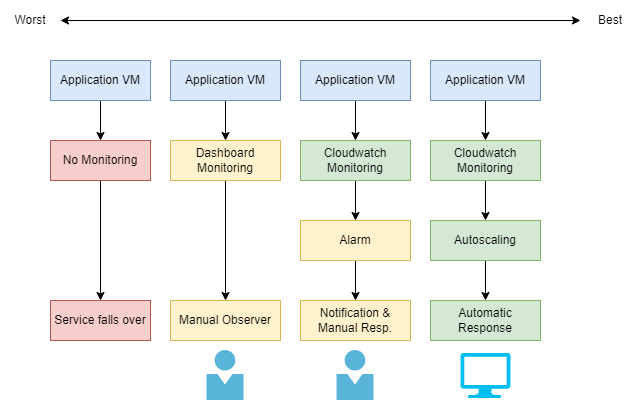 Worst
Best
Application VM
Application VM
Application VM
Application VM
No Monitoring
Dashboard
Monitoring
Cloudwatch
Monitoring
Cloudwatch
Monitoring
Alarm
Autoscaling
Service falls over
Manual Observer
Notification &
Manual Resp.
Automatic
Response